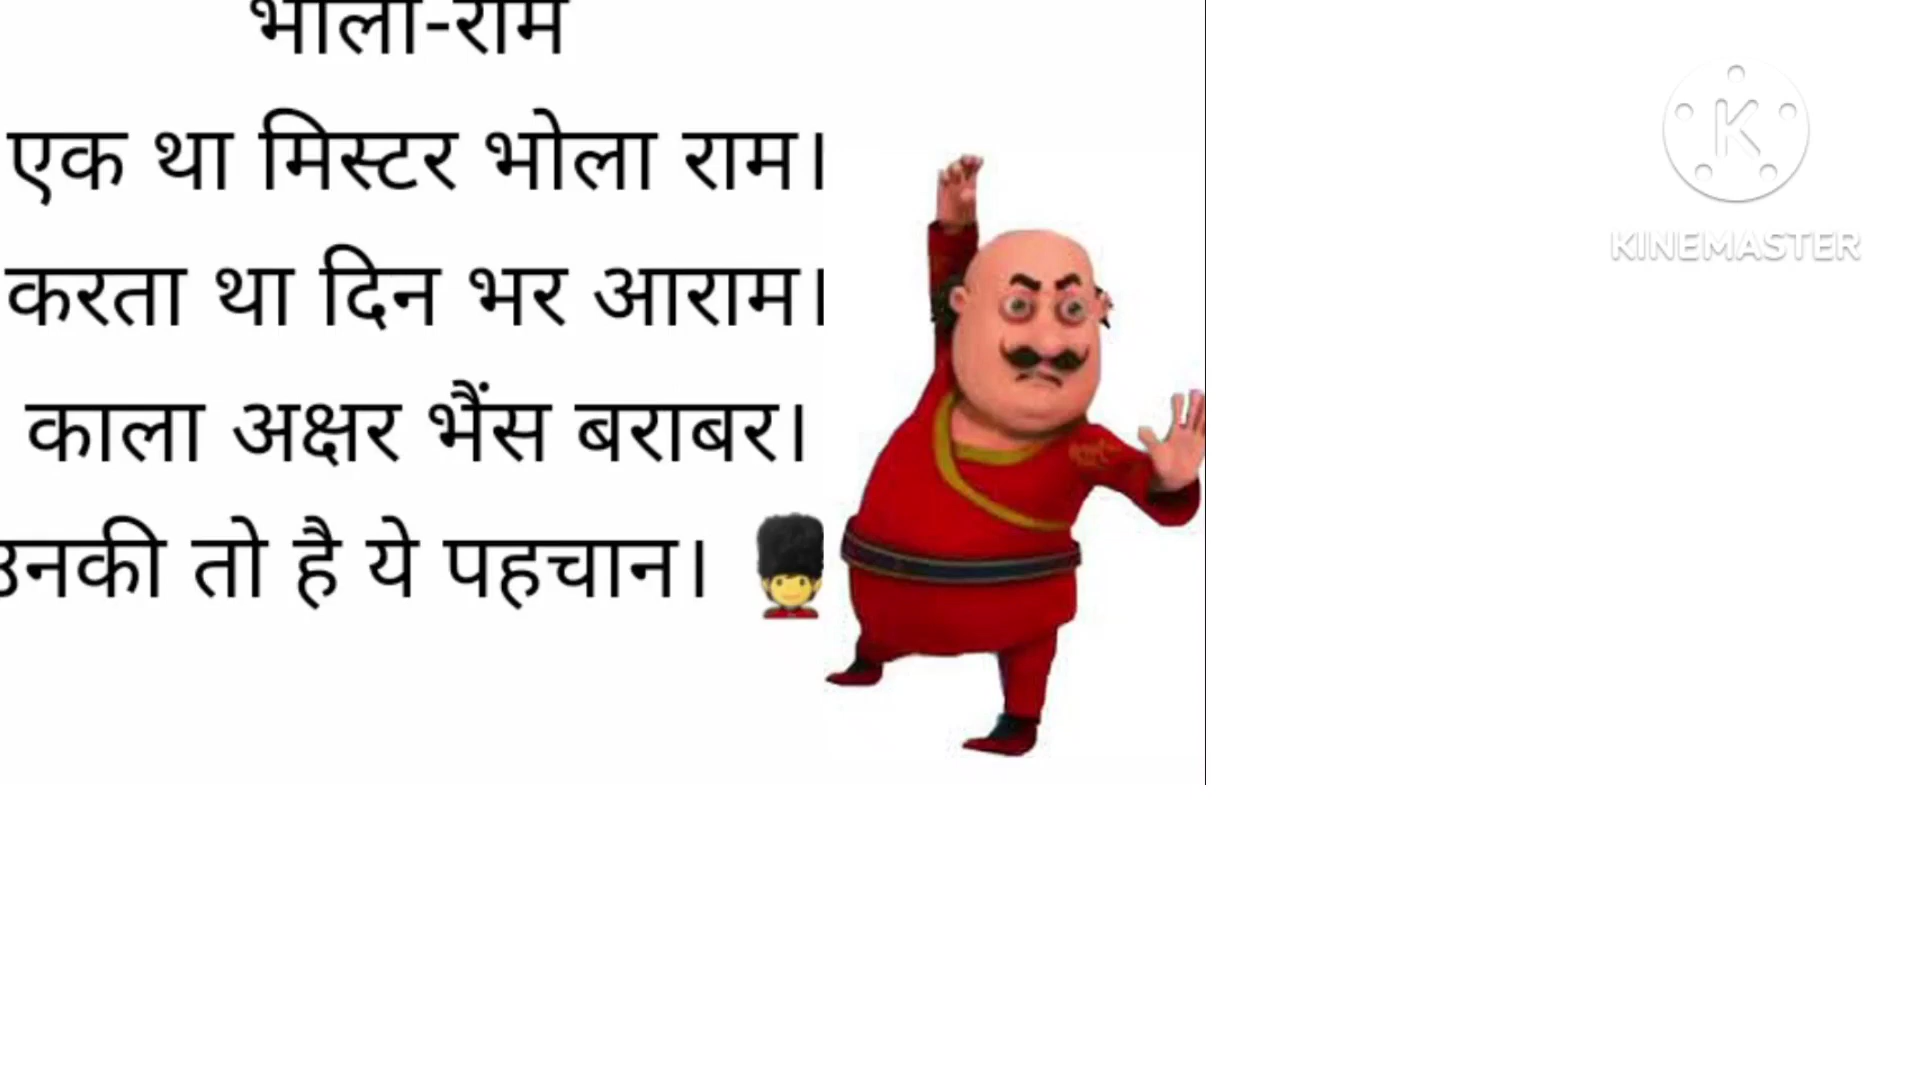 भोला-राम
एक था मिस्टर भोला राम।
करता था दिन भर आराम।
काला अक्षर भैंस बराबर।
उनकी तो है ये पहचान। 💂
K
KINEMASTER